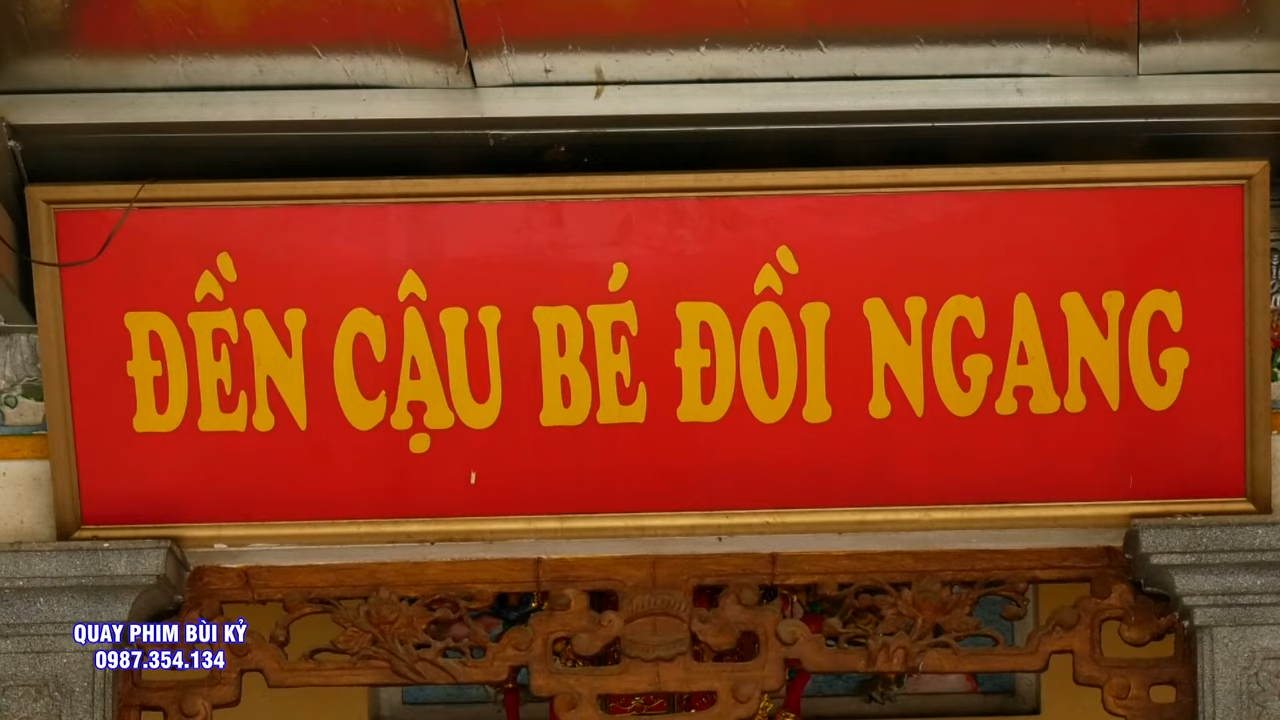 ĐỀN CẬU BÉ ĐỒI NGANG
QUAY PHIM BÙI KỶ
0987.354.134